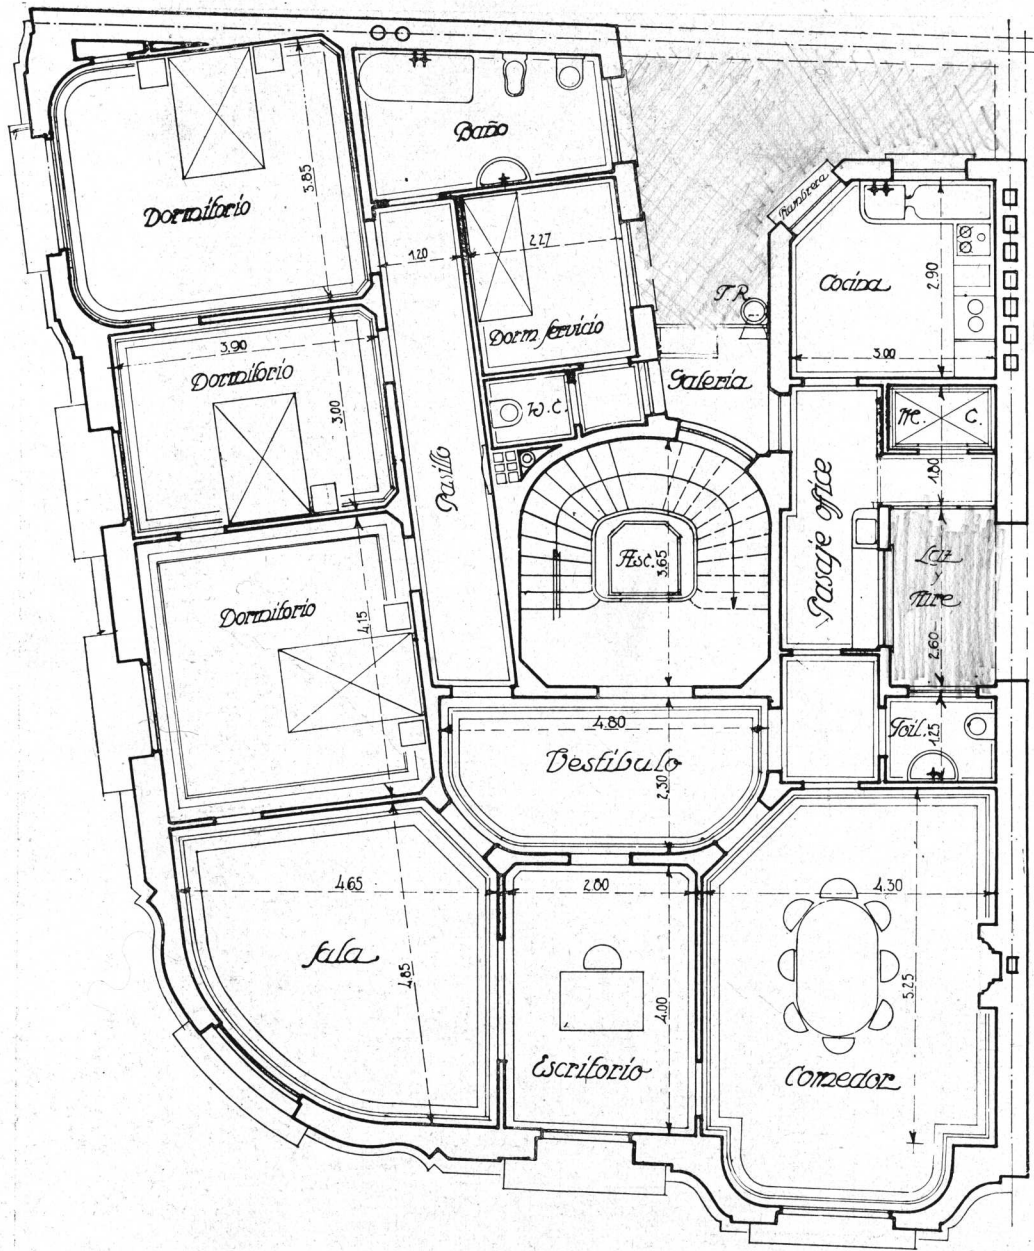 Baño
Dormitorio
3.85
Fiambrera
1.20
2.27
Cocina
2.90
T.R.
Dorm servicio
3.90
Dormitorio
3.00
Galería
3.00
W.C.
M. C.
Pasillo
1.80
Pasaje office
Asc.
3.65
Luz
y
Aire
2.60
Dormitorio
4.15
4.80
Vestíbulo
2.30
Toil.
1.25
4.65
2.80
4.30
Sala
4.85
4.00
5.25
Escritorio
Comedor